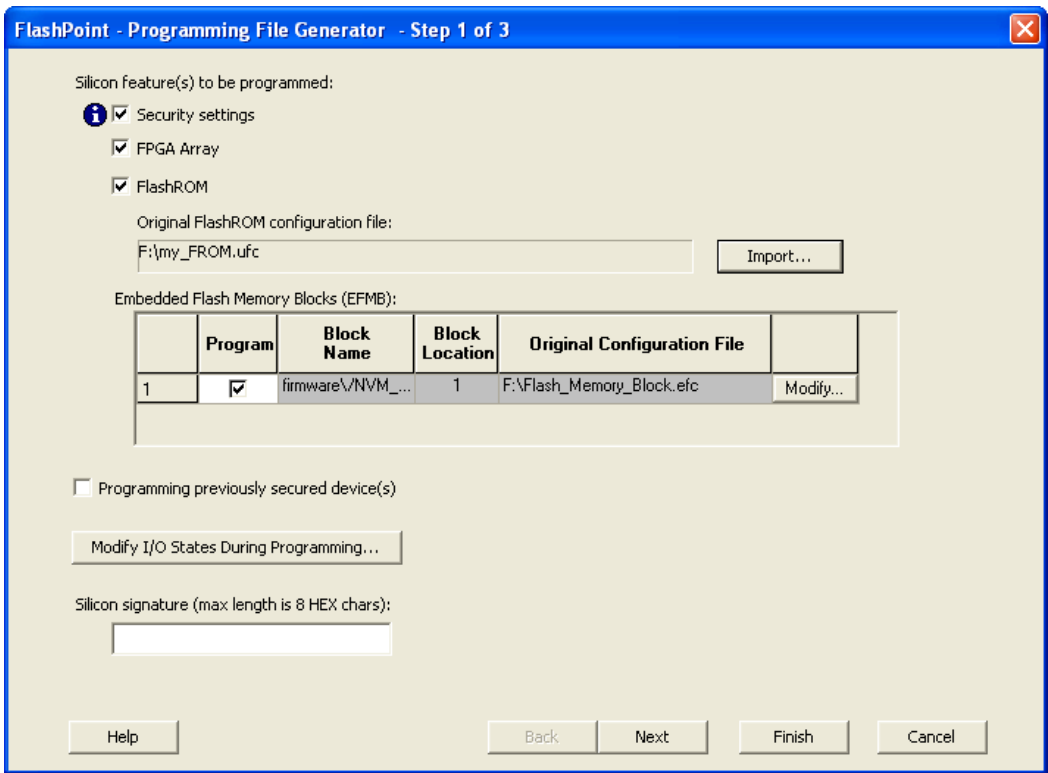 FlashPoint - Programming File Generator - Step 1 of 3
Silicon feature(s) to be programmed:
Security settings
FPGA Array
FlashROM
Original FlashROM configuration file:
F:\my_FROM.ufc
Import...
Embedded Flash Memory Blocks (EFMB):
Program Block Name Block Location Original Configuration File
1 firmware\/NVM_... 1 F:\Flash_Memory_Block.efc Modify...
Programming previously secured device(s)
Modify I/O States During Programming...
Silicon signature (max length is 8 HEX chars):
Help Back Next Finish Cancel